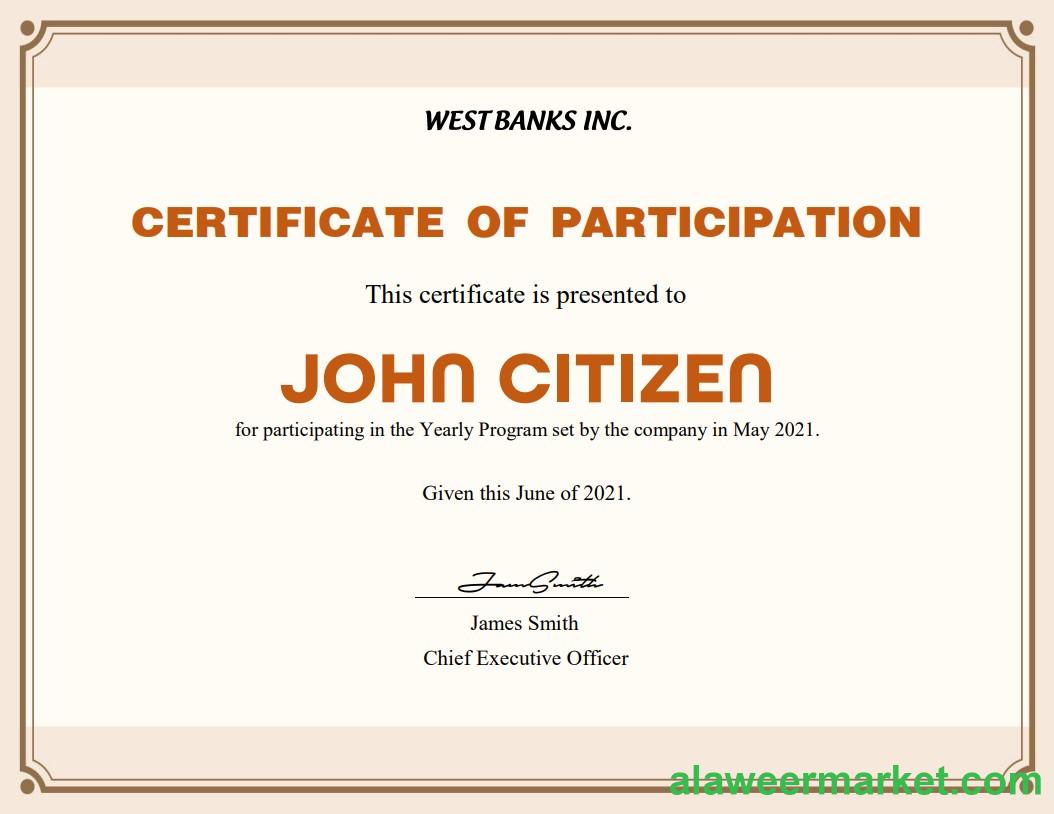 WEST BANKS INC.
CERTIFICATE OF PARTICIPATION
This certificate is presented to
JOHN CITIZEN
for participating in the Yearly Program set by the company in May 2021.
Given this June of 2021.
Jam Smith
James Smith
Chief Executive Officer
alaweermarket.com